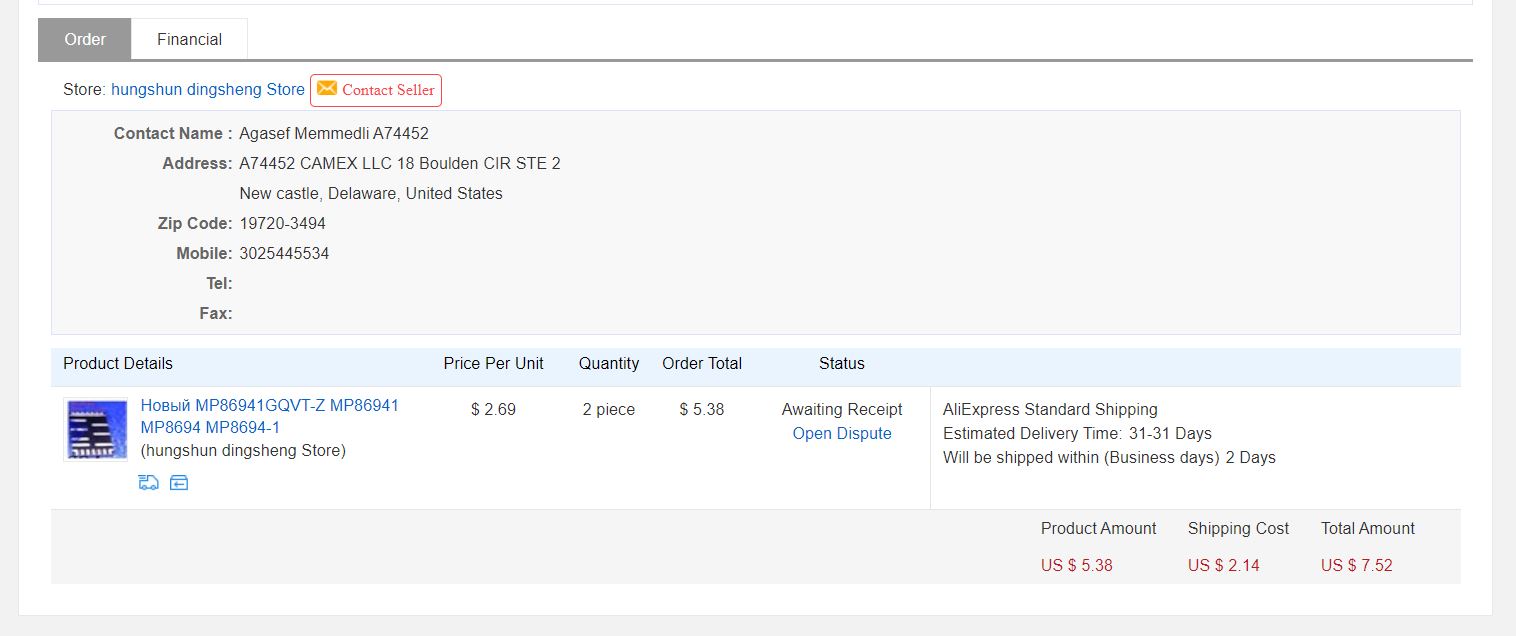 Order Financial
Store: hungshun dingsheng Store Contact Seller
Contact Name : Agasef Memmedli A74452
Address: A74452 CAMEX LLC 18 Boulden CIR STE 2
New castle, Delaware, United States
Zip Code: 19720-3494
Mobile: 3025445534
Tel:
Fax:
Product Details Price Per Unit Quantity Order Total Status
Новый MP86941GQVT-Z MP86941 $ 2.69 2 piece $ 5.38 Awaiting Receipt AliExpress Standard Shipping
MP8694 MP8694-1 Open Dispute Estimated Delivery Time: 31-31 Days
(hungshun dingsheng Store) Will be shipped within (Business days) 2 Days
Product Amount Shipping Cost Total Amount
US $ 5.38 US $ 2.14 US $ 7.52